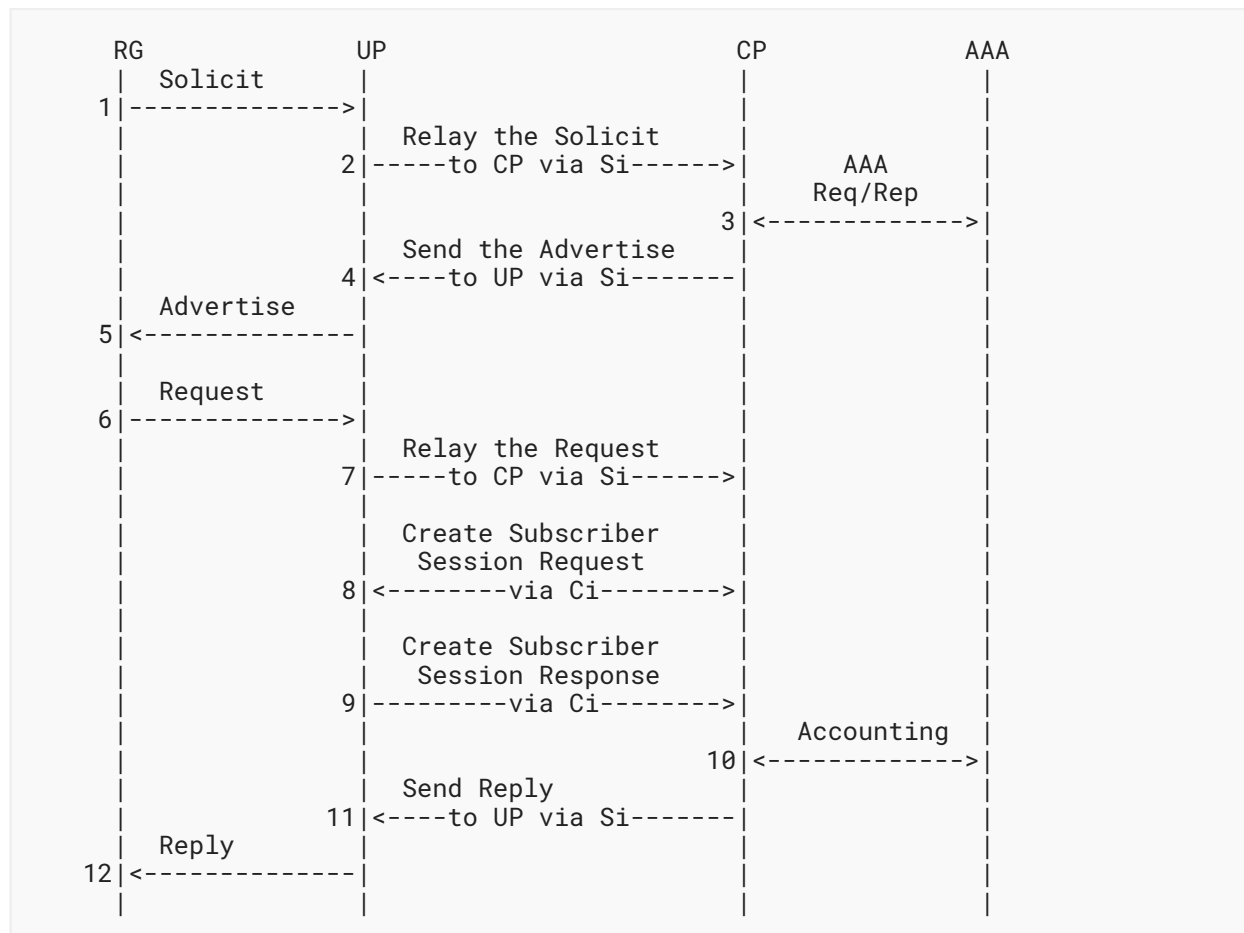 RG UP CP AAA
| Solicit | | |
1|-------------->| | |
| | Relay the Solicit | |
| 2|-----to CP via Si------>| AAA |
| | | Req/Rep |
| | 3|<------------->|
| | Send the Advertise | |
| 4|<----to UP via Si-------| |
| Advertise | | |
5|<--------------| | |
| | | |
| Request | | |
6|-------------->| | |
| | Relay the Request | |
| 7|-----to CP via Si------>| |
| | | |
| | Create Subscriber | |
| | Session Request | |
| 8|<--------via Ci-------->| |
| | | |
| | Create Subscriber | |
| | Session Response | |
| 9|---------via Ci-------->| |
| | | Accounting |
| | 10|<------------->|
| | Send Reply | |
| 11|<----to UP via Si-------| |
| Reply | | |
12|<--------------| | |
| | | |